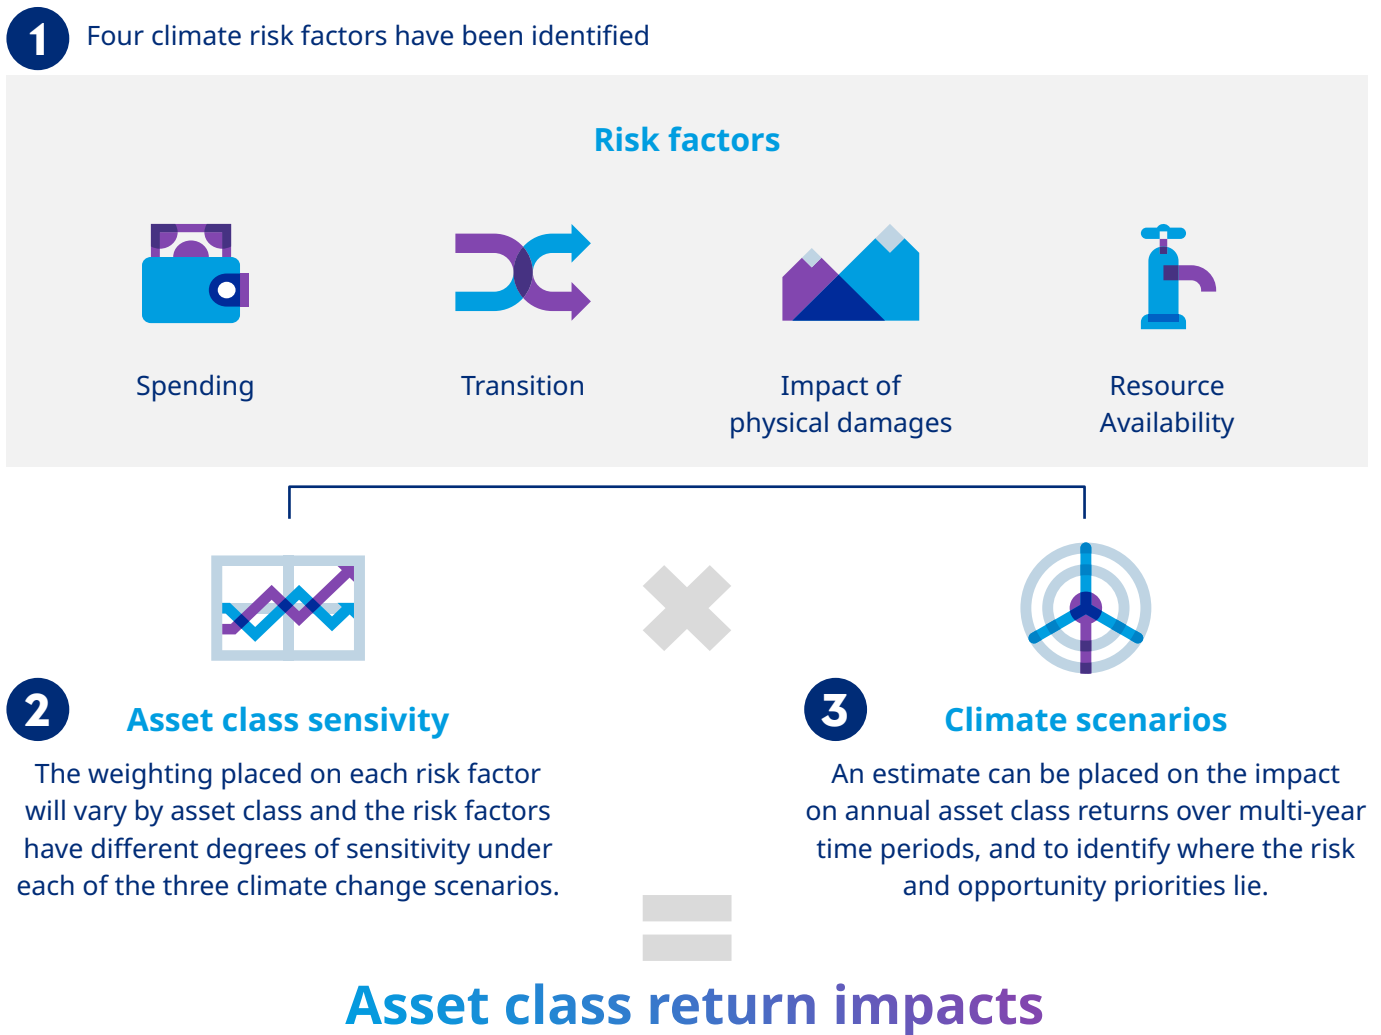 1
Four climate risk factors have been identified
Risk factors
Spending
Transition
Impact of
physical damages
Resource
Availability
2
Asset class sensivity
The weighting placed on each risk factor
will vary by asset class and the risk factors
have different degrees of sensitivity under
each of the three climate change scenarios.
3
Climate scenarios
An estimate can be placed on the impact
on annual asset class returns over multi-year
time periods, and to identify where the risk
and opportunity priorities lie.
Asset class return impacts